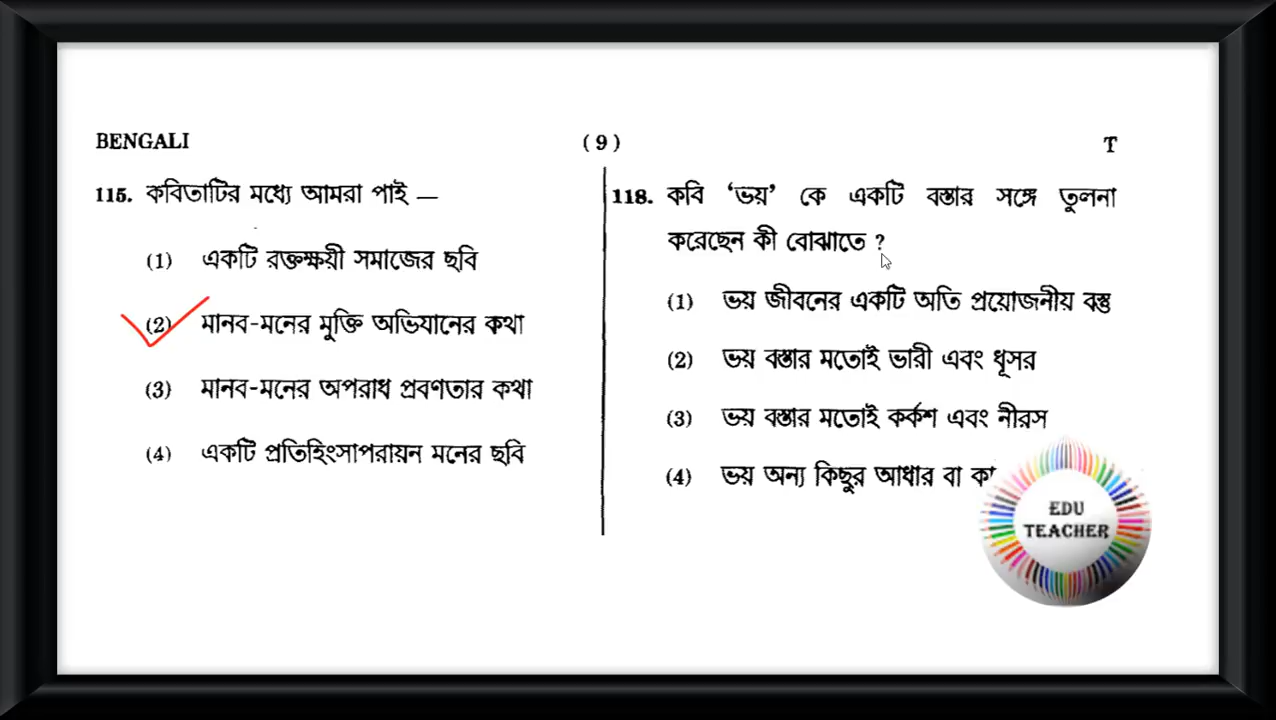 BENGALI
( 9 )
T
115. কবিতাটির মধ্যে আমরা পাই —
(1) একটি রক্তক্ষয়ী সমাজের ছবি
(2) মানব-মনের মুক্তি অভিযানের কথা
(3) মানব-মনের অপরাধ প্রবণতার কথা
(4) একটি প্রতিহিংসাপরায়ন মনের ছবি
118. কবি ‘ভয়’ কে একটি বস্তার সঙ্গে তুলনা
করেছেন কী বোঝাতে ?
(1) ভয় জীবনের একটি অতি প্রয়োজনীয় বস্তু
(2) ভয় বস্তার মতোই ভারী এবং ধূসর
(3) ভয় বস্তার মতোই কর্কশ এবং নীরস
(4) ভয় অন্য কিছুর আধার বা
EDU
TEACHER